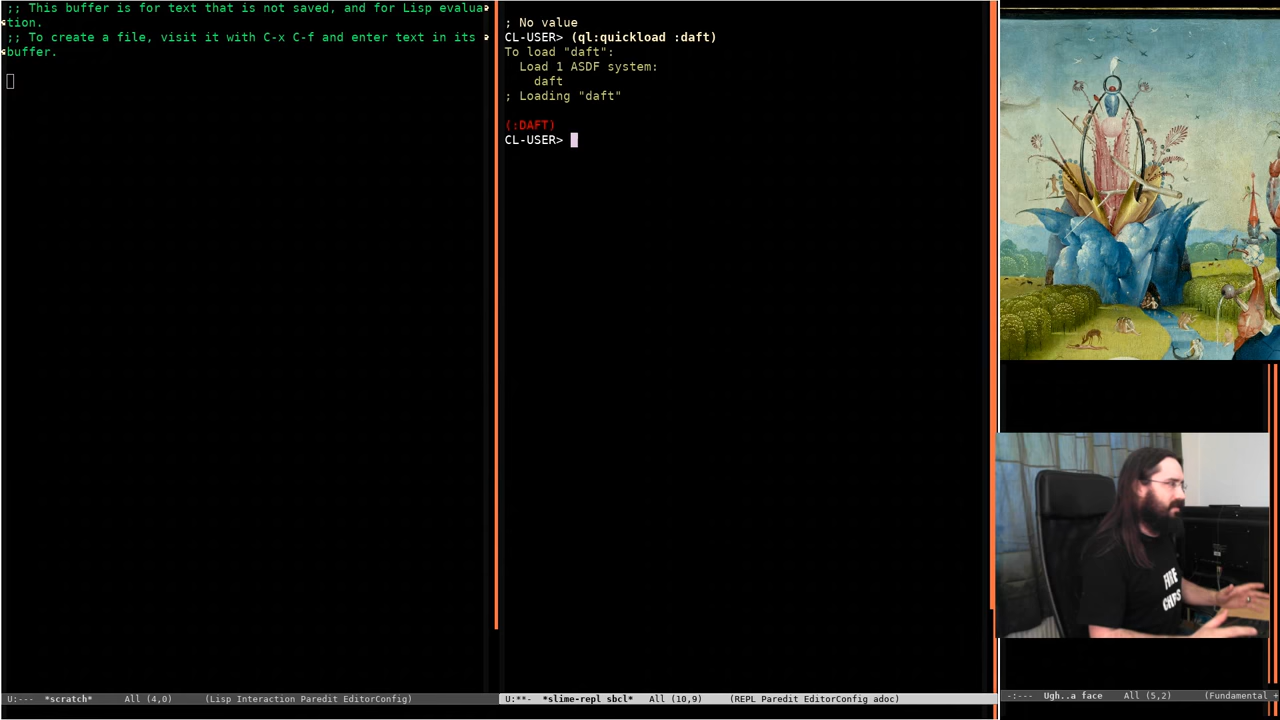 ;; This buffer is for text that is not saved, and for Lisp evalua
tion.
;; To create a file, visit it with C-x C-f and enter text in its
buffer.
; No value
CL-USER> (ql:quickload :daft)
To load "daft":
Load 1 ASDF system:
daft
; Loading "daft"
(:DAFT)
CL-USER>
U:--- *scratch* All (4,0) (Lisp Interaction Paredit EditorConfig)
U:**- *slime-repl sbcl* All (10,9) (REPL Paredit EditorConfig adoc)
-:--- Ugh..a face All (5,2) (Fundamental +